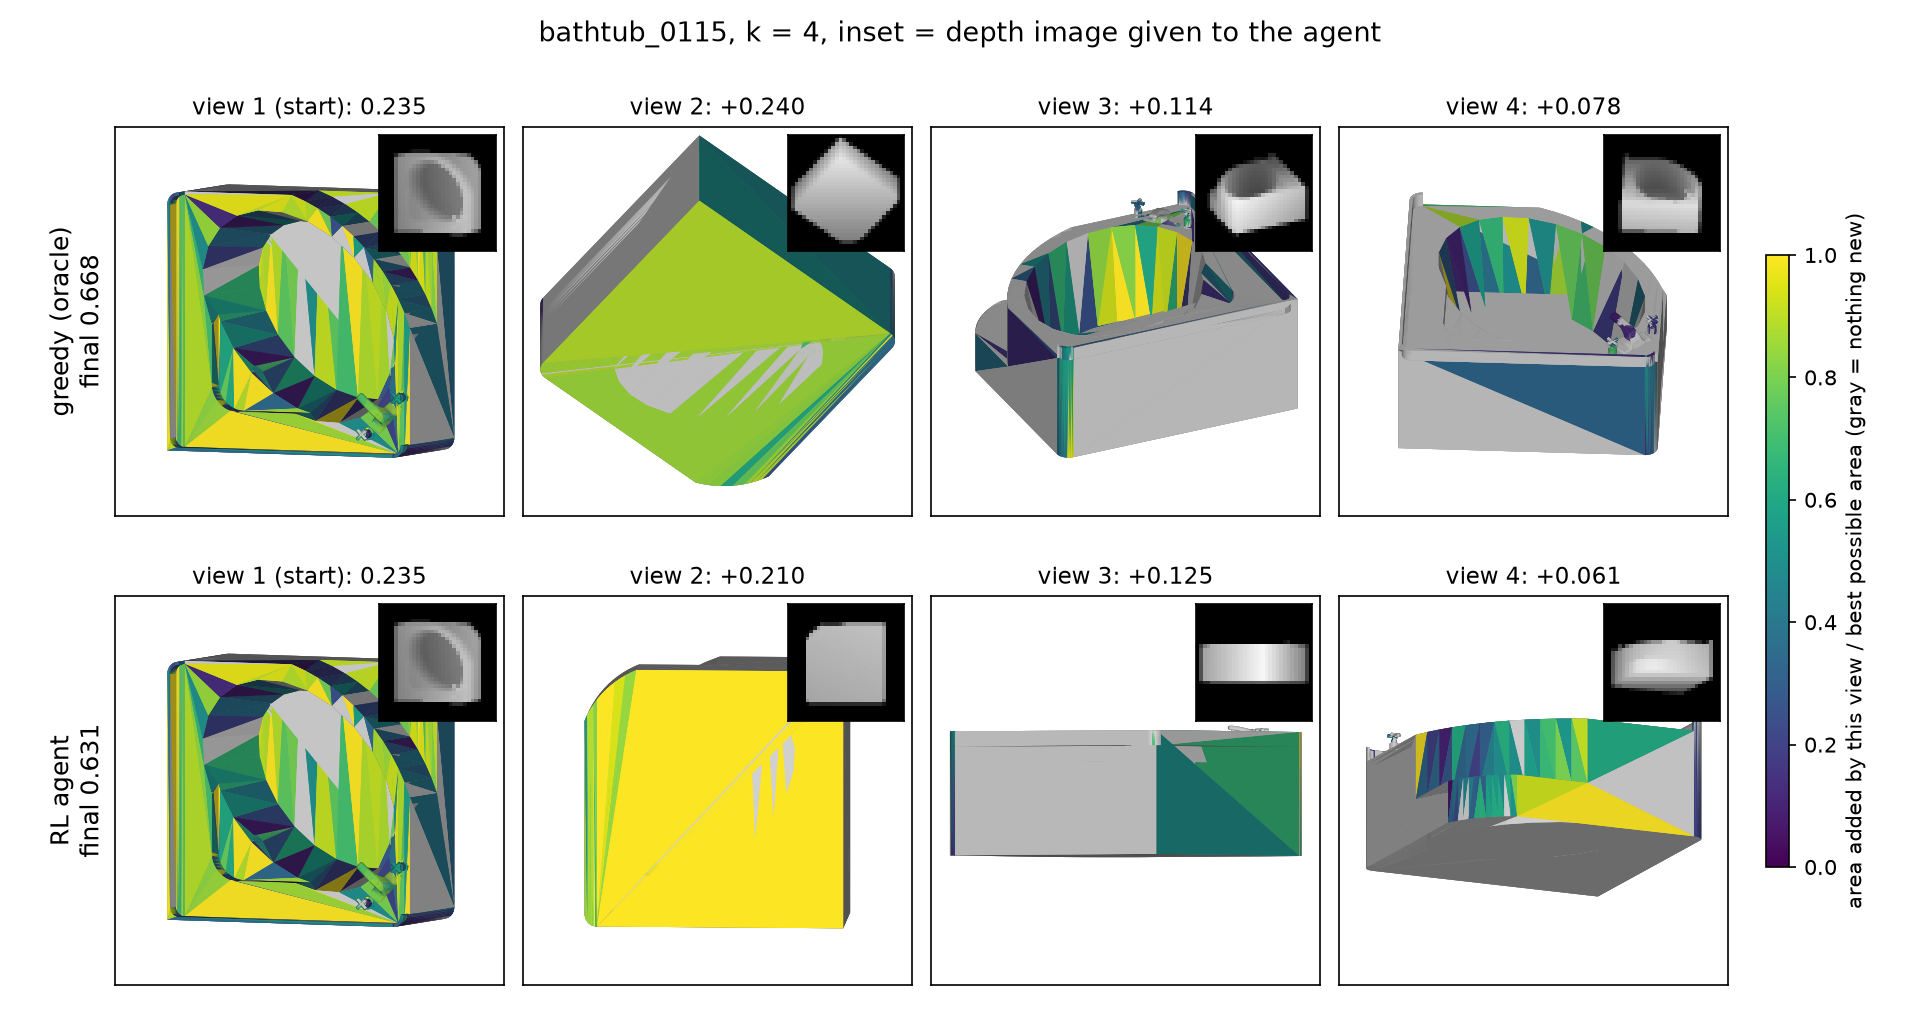 bathtub_0115, k = 4, inset = depth image given to the agent
greedy (oracle)
final 0.668
view 1 (start): 0.235
view 2: +0.240
view 3: +0.114
view 4: +0.078
RL agent
final 0.631
view 1 (start): 0.235
view 2: +0.210
view 3: +0.125
view 4: +0.061
1.0
0.8
0.6
0.4
0.2
0.0
area added by this view / best possible area (gray = nothing new)